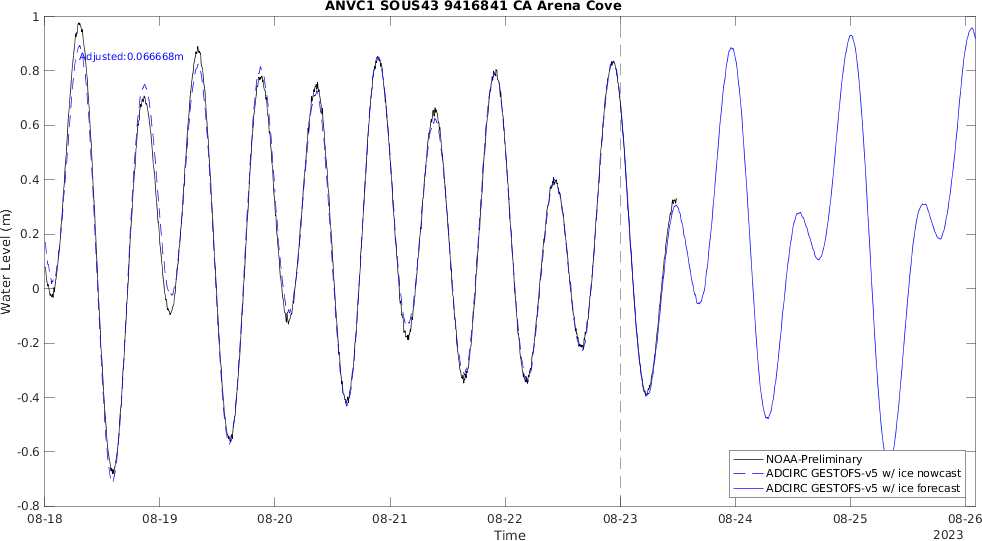 ANVC1 SOUS43 9416841 CA Arena Cove
Adjusted:0.066668m
Water Level (m)
1
0.8
0.6
0.4
0.2
0
-0.2
-0.4
-0.6
-0.8
NOAA-Preliminary
ADCIRC GESTOFS-v5 w/ ice nowcast
ADCIRC GESTOFS-v5 w/ ice forecast
08-18 08-19 08-20 08-21 08-22 08-23 08-24 08-25 08-26
Time
2023